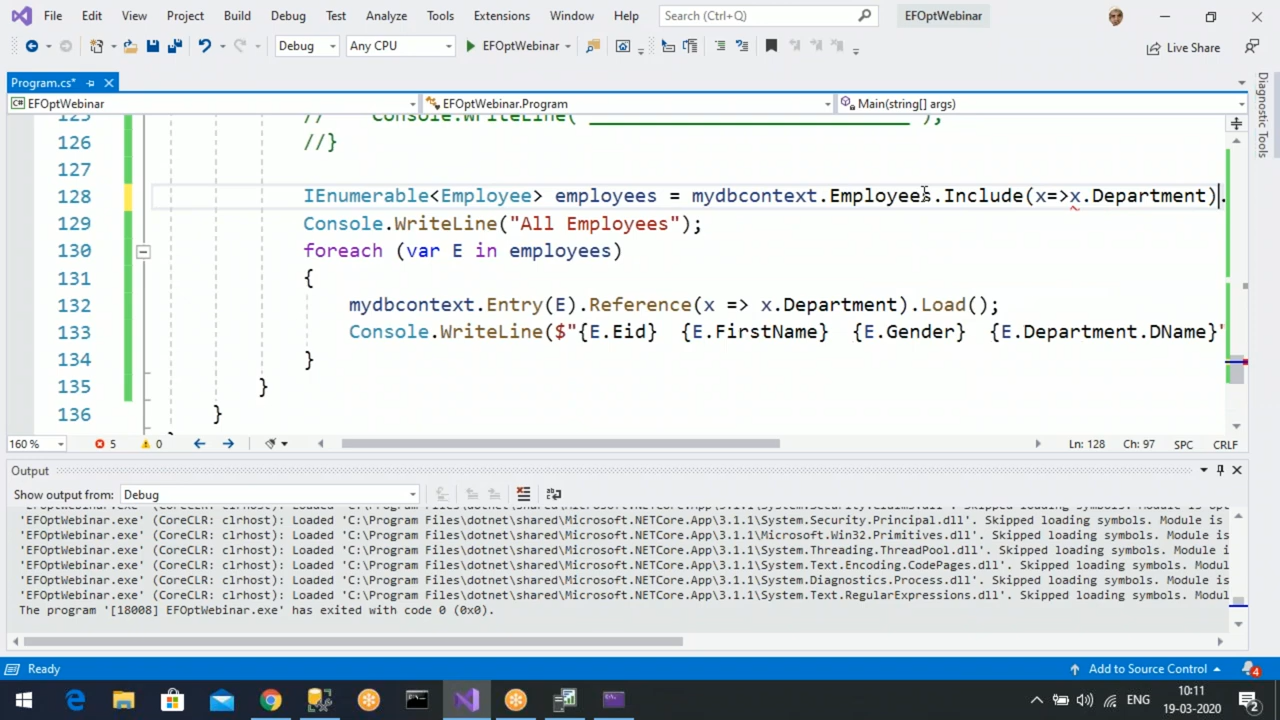 File Edit View Project Build Debug Test Analyze Tools Extensions Window Help Search (Ctrl+Q) EFOptWebinar
Debug Any CPU EFOptWebinar Live Share
Program.cs*
EFOptWebinar EFOptWebinar.Program Main(string[] args)
Diagnostic Tools
125 // Console.WriteLine("______________________________");
126 //}
127
128 IEnumerable<Employee> employees = mydbcontext.Employees.Include(x=>x.Department).
129 Console.WriteLine("All Employees");
130 foreach (var E in employees)
131 {
132 mydbcontext.Entry(E).Reference(x => x.Department).Load();
133 Console.WriteLine($"{E.Eid} {E.FirstName} {E.Gender} {E.Department.DName}"
134 }
135 }
136 }
160 % 5 0 Ln: 128 Ch: 97 SPC CRLF
Output
Show output from: Debug
'EFOptWebinar.exe' (CoreCLR: clrhost): Loaded 'C:\Program Files\dotnet\shared\Microsoft.NETCore.App\3.1.1\System.Security.Principal.dll'. Skipped loading symbols. Module is
'EFOptWebinar.exe' (CoreCLR: clrhost): Loaded 'C:\Program Files\dotnet\shared\Microsoft.NETCore.App\3.1.1\Microsoft.Win32.Primitives.dll'. Skipped loading symbols. Module is
'EFOptWebinar.exe' (CoreCLR: clrhost): Loaded 'C:\Program Files\dotnet\shared\Microsoft.NETCore.App\3.1.1\System.Threading.ThreadPool.dll'. Skipped loading symbols. Module i
'EFOptWebinar.exe' (CoreCLR: clrhost): Loaded 'C:\Program Files\dotnet\shared\Microsoft.NETCore.App\3.1.1\System.Text.Encoding.CodePages.dll'. Skipped loading symbols. Modul
'EFOptWebinar.exe' (CoreCLR: clrhost): Loaded 'C:\Program Files\dotnet\shared\Microsoft.NETCore.App\3.1.1\System.Diagnostics.Process.dll'. Skipped loading symbols. Module is
'EFOptWebinar.exe' (CoreCLR: clrhost): Loaded 'C:\Program Files\dotnet\shared\Microsoft.NETCore.App\3.1.1\System.Text.RegularExpressions.dll'. Skipped loading symbols. Modul
The program '[18008] EFOptWebinar.exe' has exited with code 0 (0x0).
Ready Add to Source Control 4
ENG 10:11
19-03-2020 2